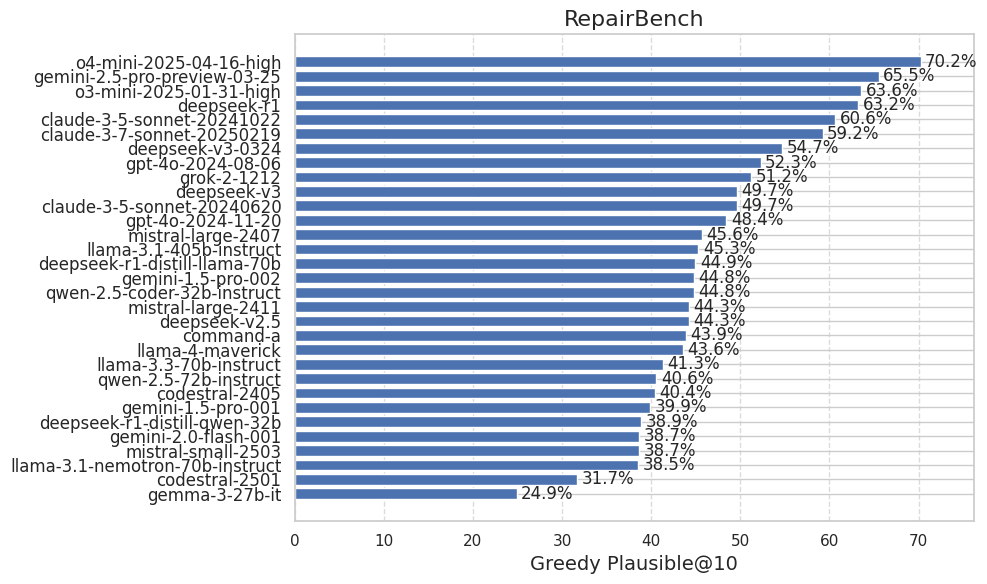 RepairBench
o4-mini-2025-04-16-high 70.2%
gemini-2.5-pro-preview-03-25 65.5%
o3-mini-2025-01-31-high 63.6%
deepseek-r1 63.2%
claude-3-5-sonnet-20241022 60.6%
claude-3-7-sonnet-20250219 59.2%
deepseek-v3-0324 54.7%
gpt-4o-2024-08-06 52.3%
grok-2-1212 51.2%
deepseek-v3 49.7%
claude-3-5-sonnet-20240620 49.7%
gpt-4o-2024-11-20 48.4%
mistral-large-2407 45.6%
llama-3.1-405b-instruct 45.3%
deepseek-r1-distill-llama-70b 44.9%
gemini-1.5-pro-002 44.8%
qwen-2.5-coder-32b-instruct 44.8%
mistral-large-2411 44.3%
deepseek-v2.5 44.3%
command-a 43.9%
llama-4-maverick 43.6%
llama-3.3-70b-instruct 41.3%
qwen-2.5-72b-instruct 40.6%
codestral-2405 40.4%
gemini-1.5-pro-001 39.9%
deepseek-r1-distill-qwen-32b 38.9%
gemini-2.0-flash-001 38.7%
mistral-small-2503 38.7%
llama-3.1-nemotron-70b-instruct 38.5%
codestral-2501 31.7%
gemma-3-27b-it 24.9%
0 10 20 30 40 50 60 70
Greedy Plausible@10